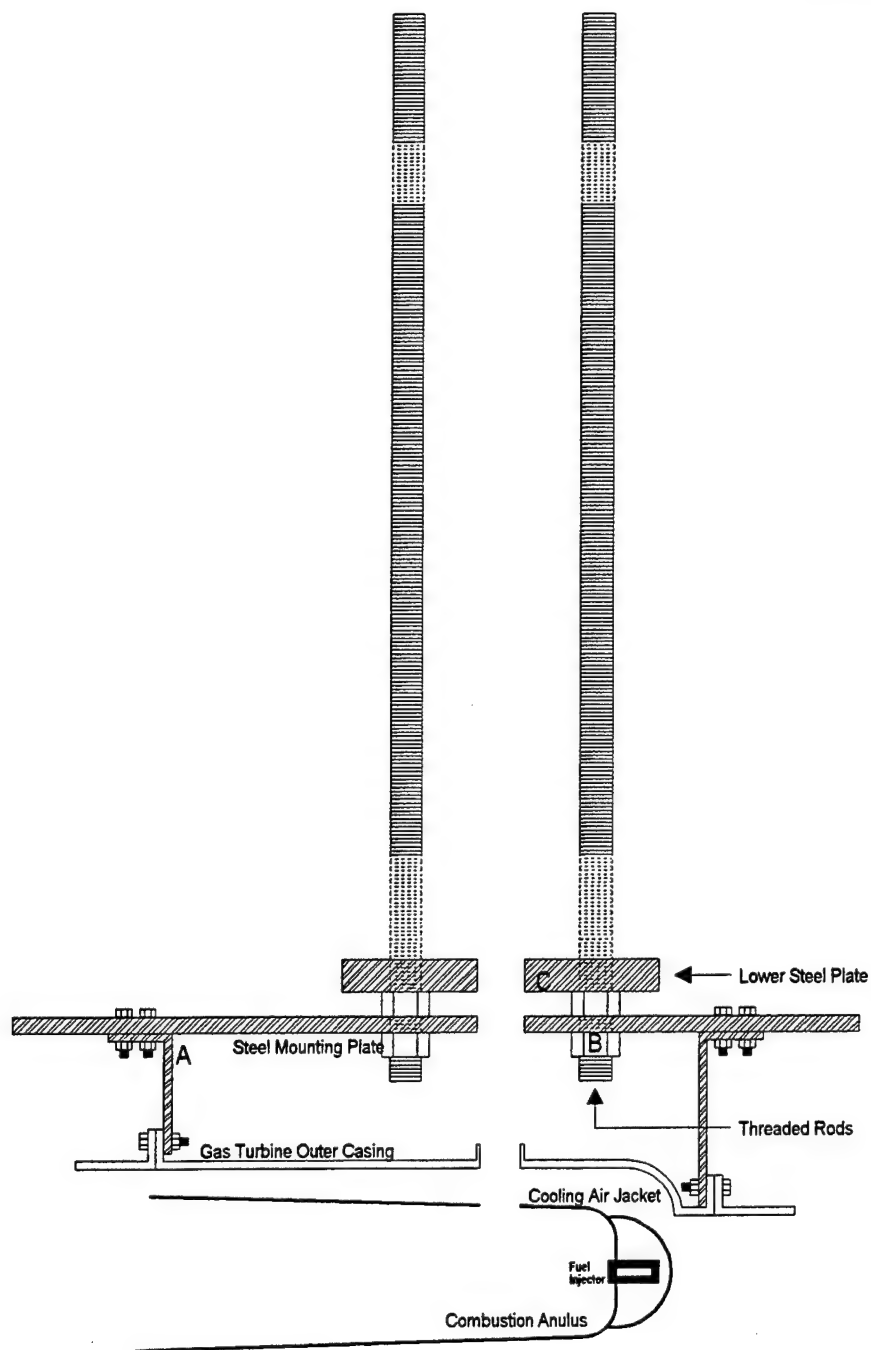 C
Lower Steel Plate
A
Steel Mounting Plate
B
Threaded Rods
Gas Turbine Outer Casing
Cooling Air Jacket
Fuel
Injector
Combustion Anulus